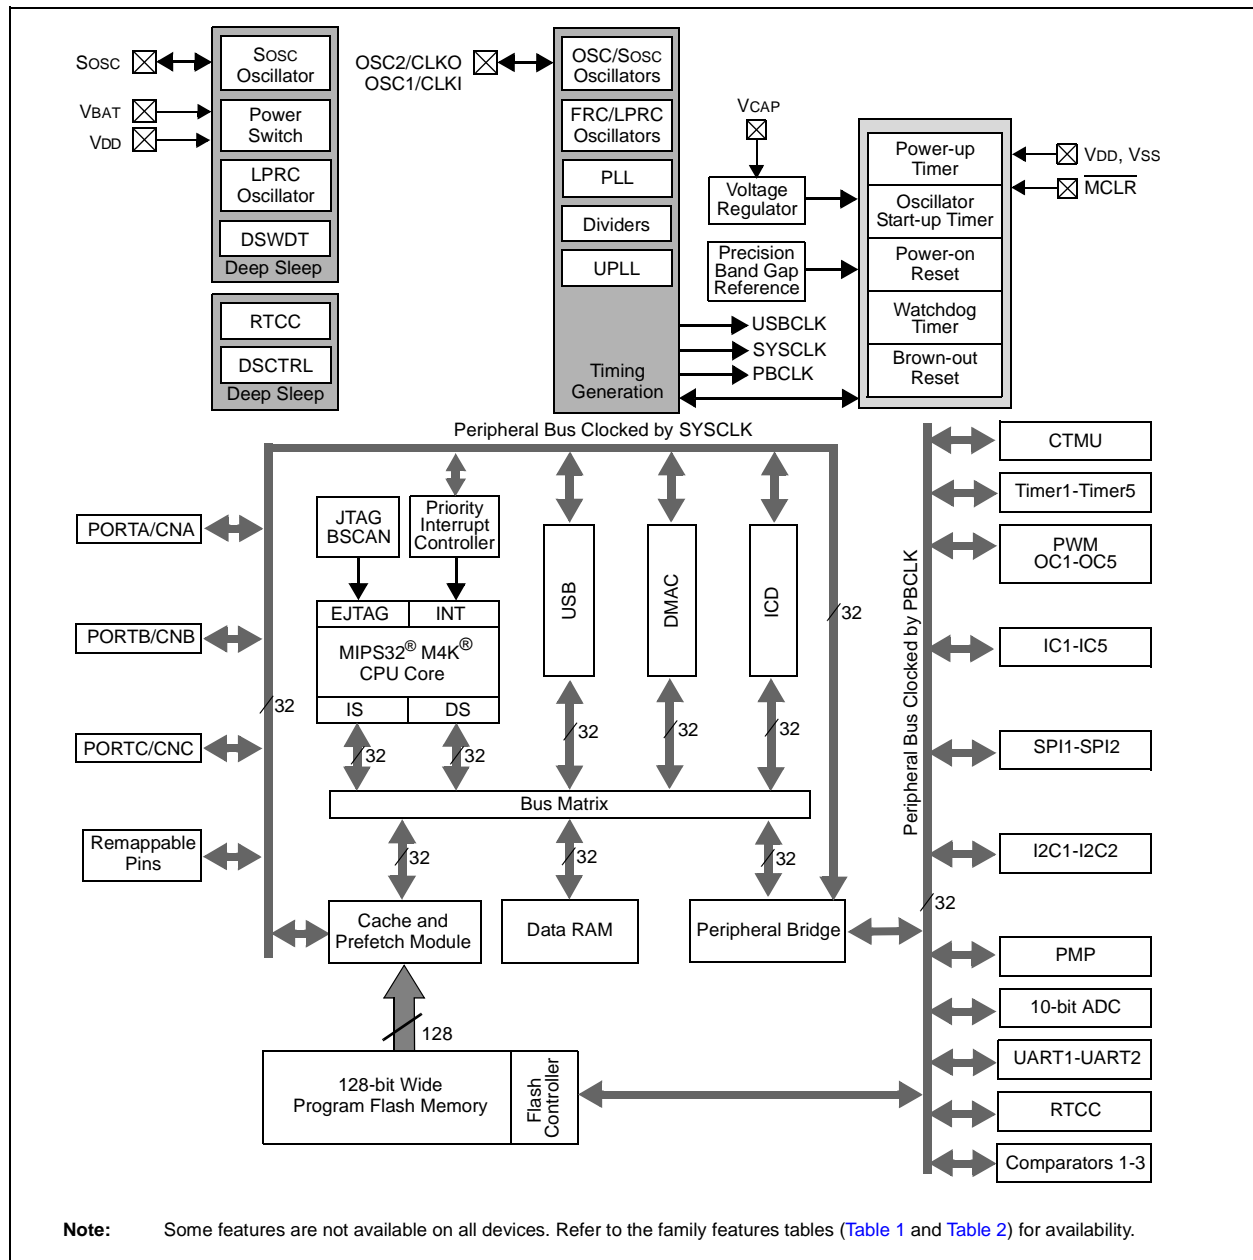 SOSC
SOSC
Oscillator
VBAT
VDD
Power
Switch
LPRC
Oscillator
DSWDT
Deep Sleep
RTCC
DSCTRL
Deep Sleep
OSC2/CLKO
OSC1/CLKI
OSC/SOSC
Oscillators
FRC/LPRC
Oscillators
PLL
Dividers
UPLL
Timing
Generation
USBCLK
SYSCLK
PBCLK
VCAP
Voltage
Regulator
Precision
Band Gap
Reference
Power-up
Timer
Oscillator
Start-up Timer
Power-on
Reset
Watchdog
Timer
Brown-out
Reset
VDD, VSS
MCLR
Peripheral Bus Clocked by SYSCLK
PORTA/CNA
PORTB/CNB
PORTC/CNC
Remappable
Pins
32
JTAG
BSCAN
Priority
Interrupt
Controller
EJTAG
INT
MIPS32® M4K®
CPU Core
IS
DS
32
32
USB
DMAC
ICD
32
32
32
32
Bus Matrix
32
32
32
Cache and
Prefetch Module
Data RAM
Peripheral Bridge
128
128-bit Wide
Program Flash Memory
Flash
Controller
Peripheral Bus Clocked by PBCLK
32
CTMU
Timer1-Timer5
PWM
OC1-OC5
IC1-IC5
SPI1-SPI2
I2C1-I2C2
PMP
10-bit ADC
UART1-UART2
RTCC
Comparators 1-3
Note: Some features are not available on all devices. Refer to the family features tables (Table 1 and Table 2) for availability.